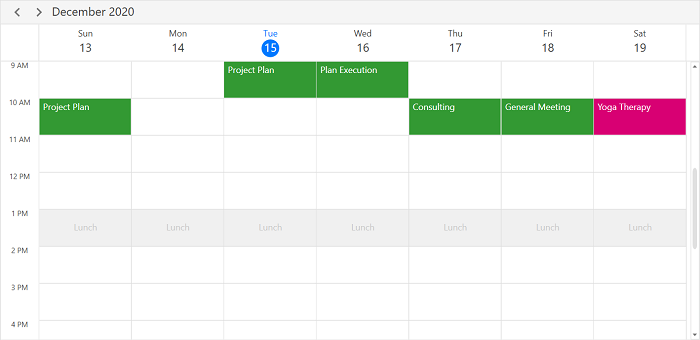 December 2020
Sun Mon Tue Wed Thu Fri Sat
13 14 15 16 17 18 19
9 AM Project Plan Plan Execution
10 AM Project Plan Consulting General Meeting Yoga Therapy
11 AM
12 PM
1 PM
Lunch Lunch Lunch Lunch Lunch Lunch Lunch
2 PM
3 PM
4 PM